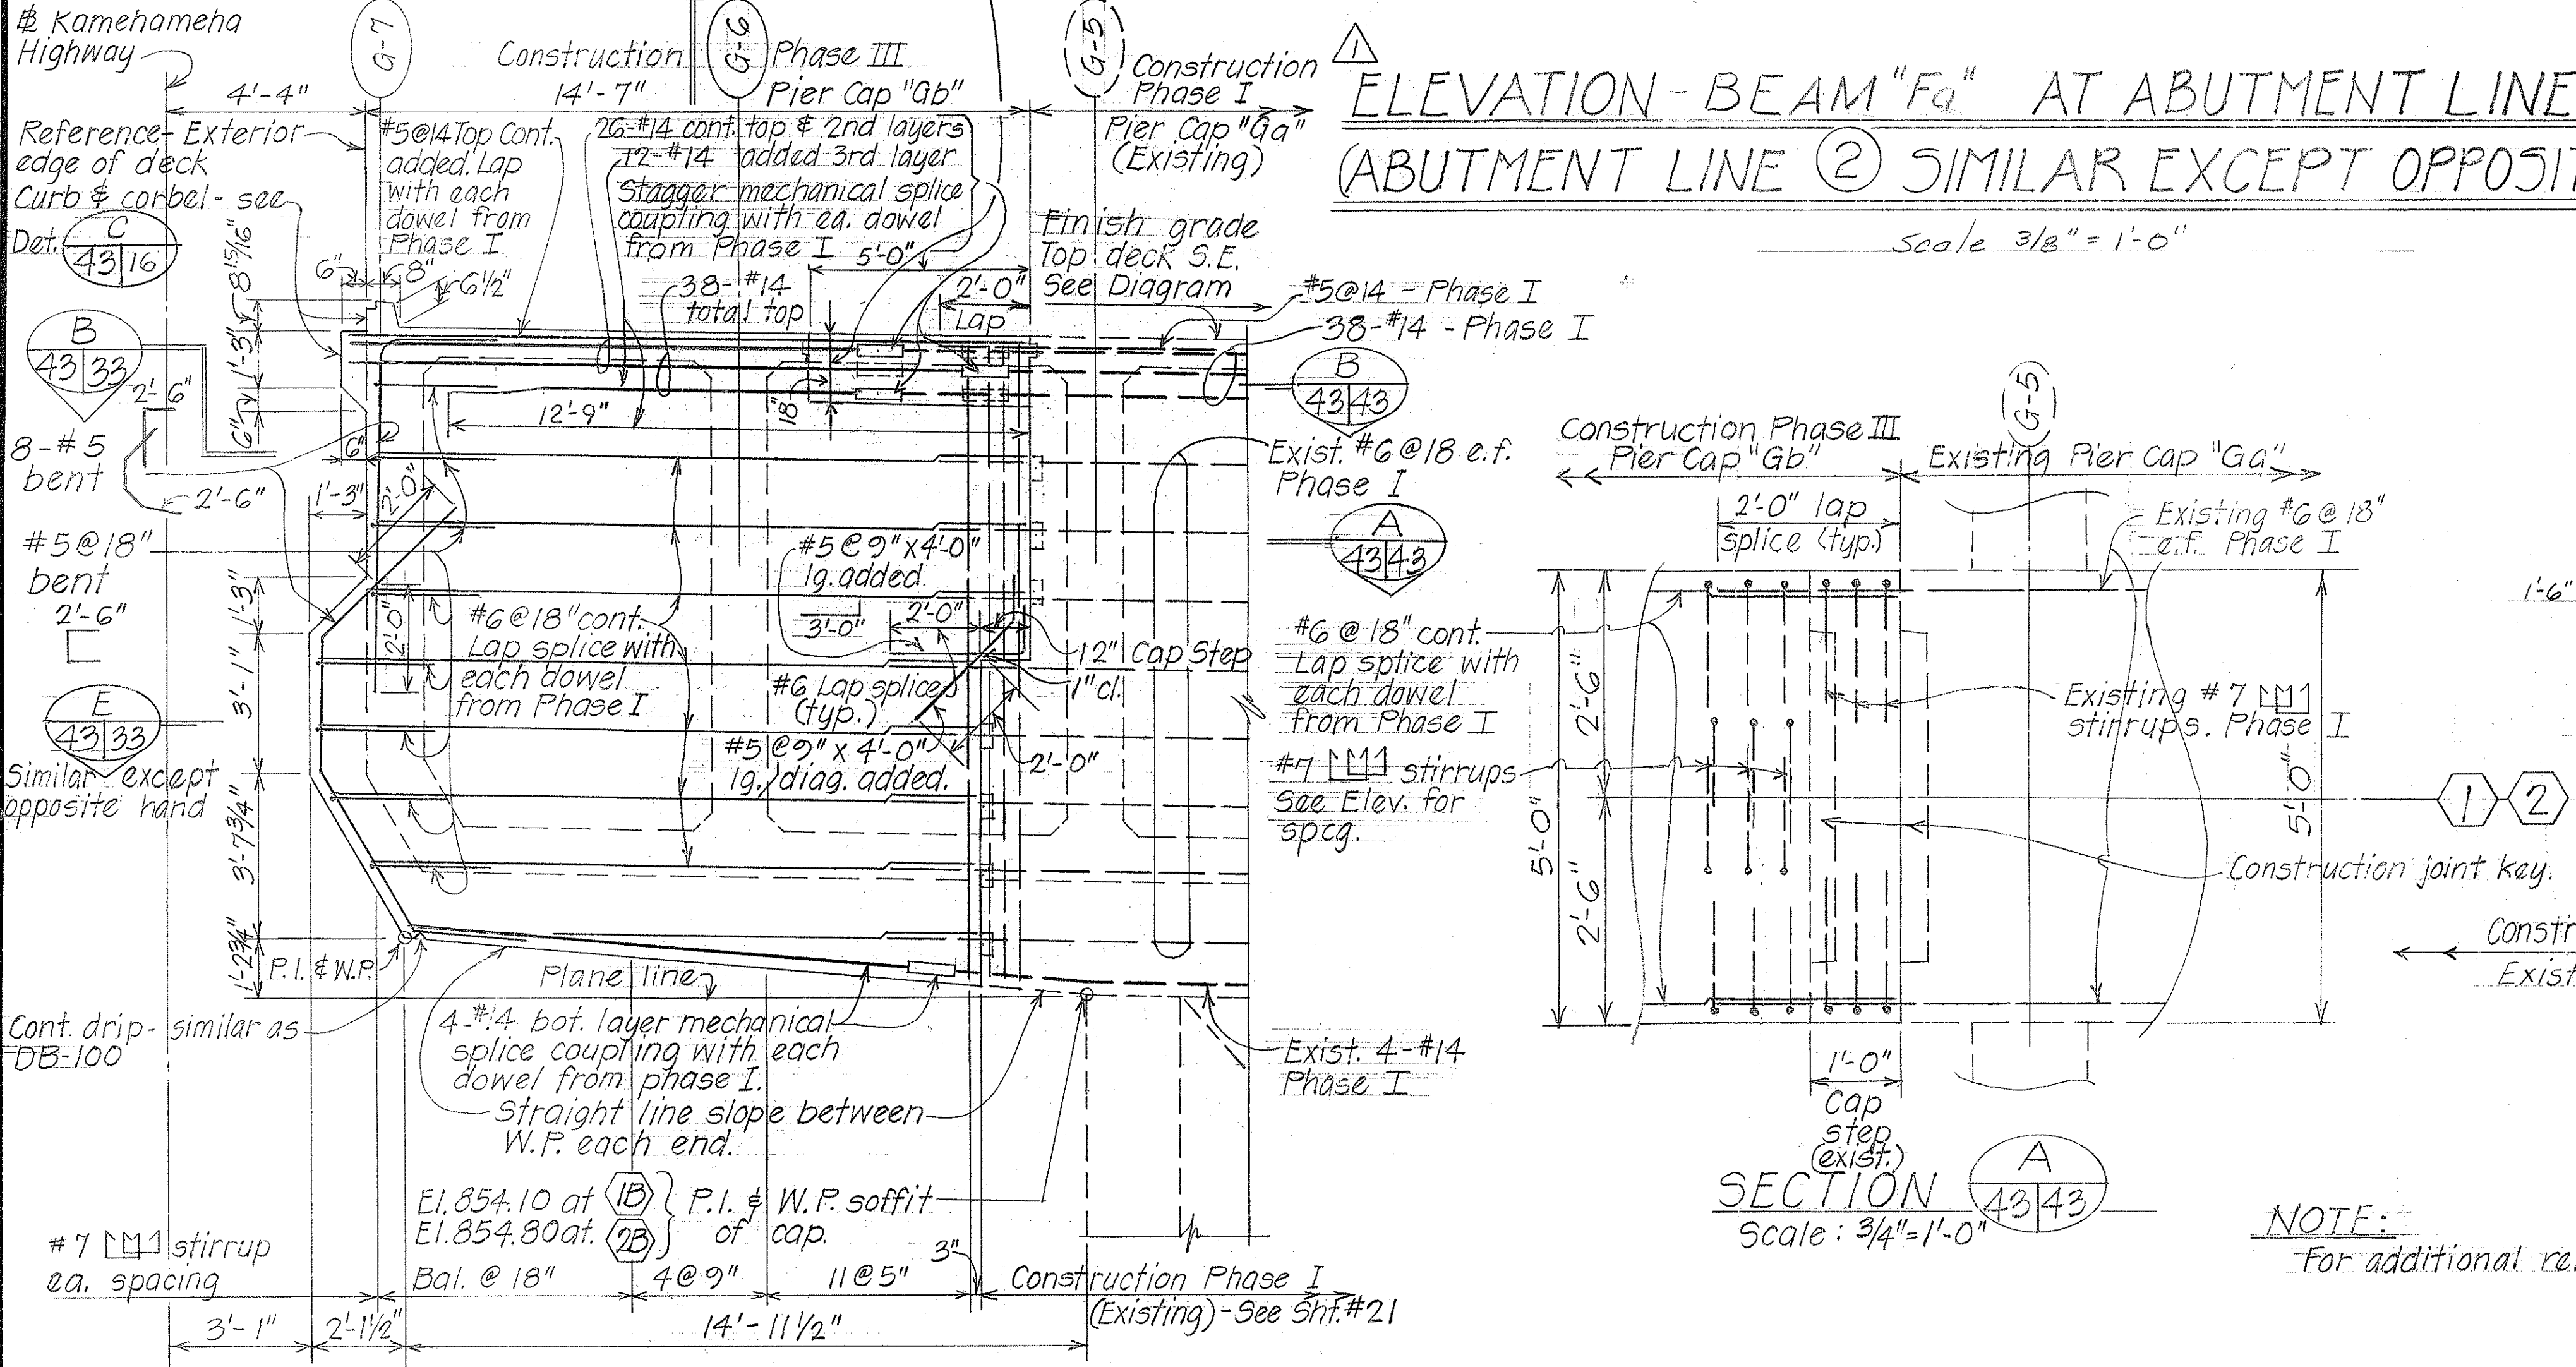 ⅊ Kamehameha
Highway
G-7
Construction
G-6
Phase III
G-5
Construction
Phase I
4'-4"
14'-7"
Pier Cap "Gb"
Pier Cap "Ga"
(Existing)
1
ELEVATION - BEAM "Fa" AT ABUTMENT LINE
(ABUTMENT LINE 2 SIMILAR EXCEPT OPPOSIT
Scale 3/8" = 1'-0"
Reference- Exterior
edge of deck
Curb & corbel - see
Det. C
43 16
#5@14 Top Cont.
added. Lap
with each
dowel from
Phase I
26-#14 cont. top & 2nd layers
12-#14 added 3rd layer
Stagger mechanical splice
coupling with ea. dowel
from Phase I
5'-0"
Finish grade
Top deck S.E.
See Diagram
6"
8"
6½"
8 15/16"
1'-3"
6"
38-#14
total top
2'-0"
Lap
#5@14 - Phase I
38-#14 - Phase I
B
43 33
B
43 43
2'-6"
12'-9"
18"
6"
8-#5
bent
2'-6"
1'-3"
2'-0"
Exist. #6@18 e.f.
Phase I
A
43 43
#5@18"
bent
2'-6"
1'-3"
#5@9"x4'-0"
lg. added.
#6@18" cont.
Lap splice with
each dowel
from Phase I
2'-0"
3'-0"
2'-0"
12" Cap Step
1" cl.
#6 Lap splice
(typ.)
#5@9" x 4'-0"
lg. diag. added.
2'-0"
3'-1"
E
43 33
Similar except
opposite hand
3'-7¾"
1'-2¾"
#6@18" cont.
Lap splice with
each dowel
from Phase I
#7 stirrups
See Elev. for
spcg.
P.I. & W.P.
Plane line
Cont. drip - similar as
DB-100
4-#14 bot. layer mechanical
splice coupling with each
dowel from phase I.
Straight line slope between
W.P. each end.
Exist. 4-#14
Phase I
El. 854.10 at 1B
El. 854.80 at. 2B
P.I. & W.P. soffit
of cap.
#7 stirrup
ea. spacing
Bal. @ 18"
4@9"
11@5"
3"
Construction Phase I
(Existing) - See Sht.#21
3'-1"
2'-1½"
14'-11½"
Construction Phase III
Pier Cap "Gb"
G-5
Existing Pier Cap "Ga"
2'-0" lap
splice (typ.)
Existing #6@18"
e.f. Phase I
1'-6"
2'-6"
Existing #7
stirrups. Phase I
5'-0"
5'-0"
1 2
2'-6"
Construction joint key.
Constr
Exist
1'-0"
Cap
step
(exist.)
SECTION A
43 43
Scale: 3/4"=1'-0"
NOTE:
For additional re